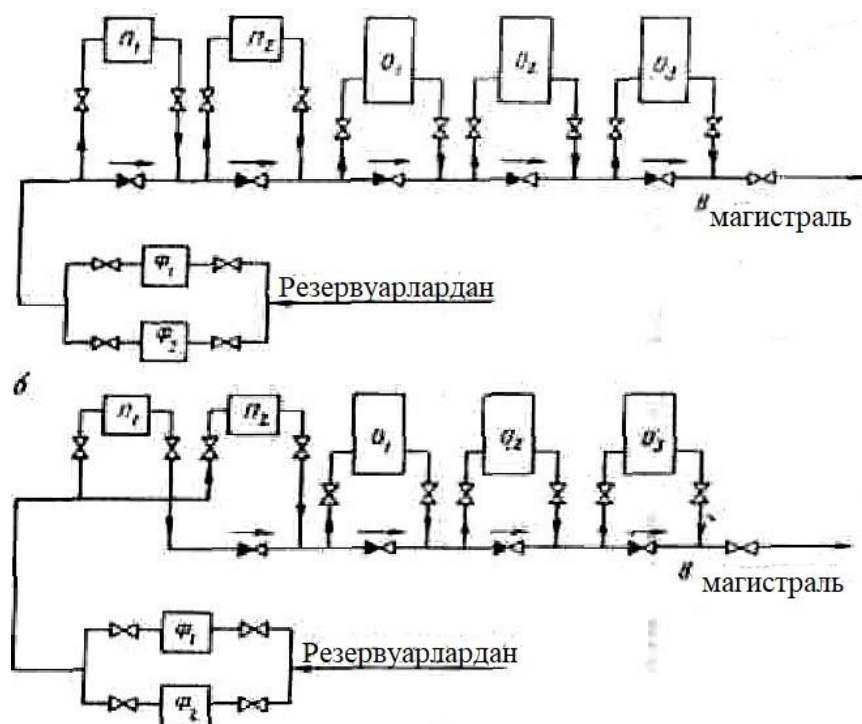 П₁ П₂ О₁ О₂ О₃
В
магистраль
Ф₁
Резервуарлардан
Ф₂
б
П₁ П₂ О₁ О₂ О₃
В
магистраль
Ф₁
Резервуарлардан
Ф₂